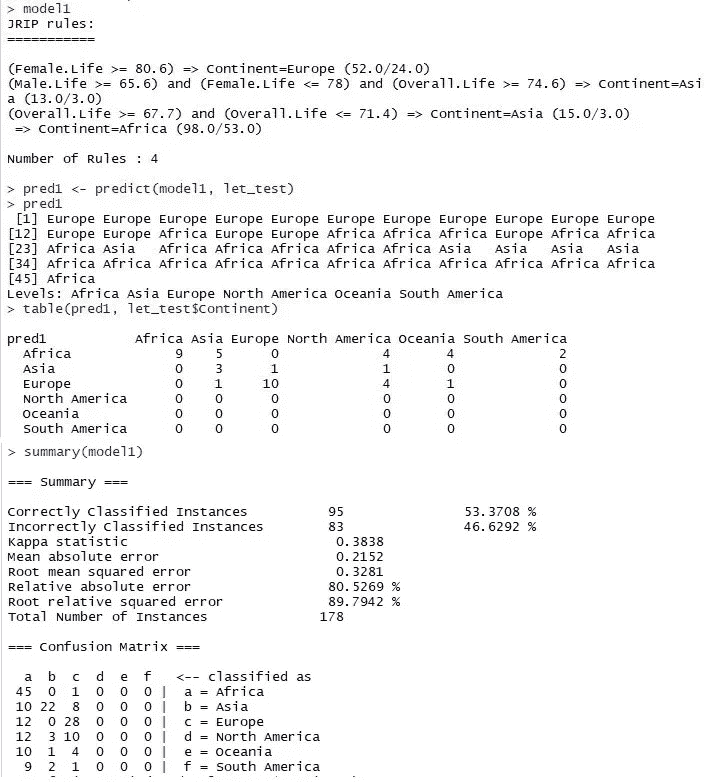 > model1
JRIP rules:
===========

(Female.Life >= 80.6) => Continent=Europe (52.0/24.0)
(Male.Life >= 65.6) and (Female.Life <= 78) and (Overall.Life >= 74.6) => Continent=Asi
a (13.0/3.0)
(Overall.Life >= 67.7) and (Overall.Life <= 71.4) => Continent=Asia (15.0/3.0)
 => Continent=Africa (98.0/53.0)

Number of Rules : 4

> pred1 <- predict(model1, let_test)
> pred1
 [1] Europe Europe Europe Europe Europe Europe Europe Europe Europe Europe Europe
[12] Europe Europe Africa Europe Europe Africa Africa Africa Europe Africa Africa
[23] Africa Asia   Africa Africa Africa Africa Africa Asia   Asia   Asia   Asia
[34] Africa Africa Africa Africa Africa Africa Africa Africa Africa Africa Africa
[45] Africa
Levels: Africa Asia Europe North America Oceania South America
> table(pred1, let_test$Continent)

pred1           Africa Asia Europe North America Oceania South America
  Africa             9    5      0             4       4             2
  Asia               0    3      1             1       0             0
  Europe             0    1     10             4       1             0
  North America      0    0      0             0       0             0
  Oceania            0    0      0             0       0             0
  South America      0    0      0             0       0             0
> summary(model1)

=== Summary ===

Correctly Classified Instances          95               53.3708 %
Incorrectly Classified Instances        83               46.6292 %
Kappa statistic                          0.3838
Mean absolute error                      0.2152
Root mean squared error                  0.3281
Relative absolute error                 80.5269 %
Root relative squared error             89.7942 %
Total Number of Instances              178

=== Confusion Matrix ===

  a  b  c  d  e  f   <-- classified as
 45  0  1  0  0  0 |  a = Africa
 10 22  8  0  0  0 |  b = Asia
 12  0 28  0  0  0 |  c = Europe
 12  3 10  0  0  0 |  d = North America
 10  1  4  0  0  0 |  e = Oceania
  9  2  1  0  0  0 |  f = South America